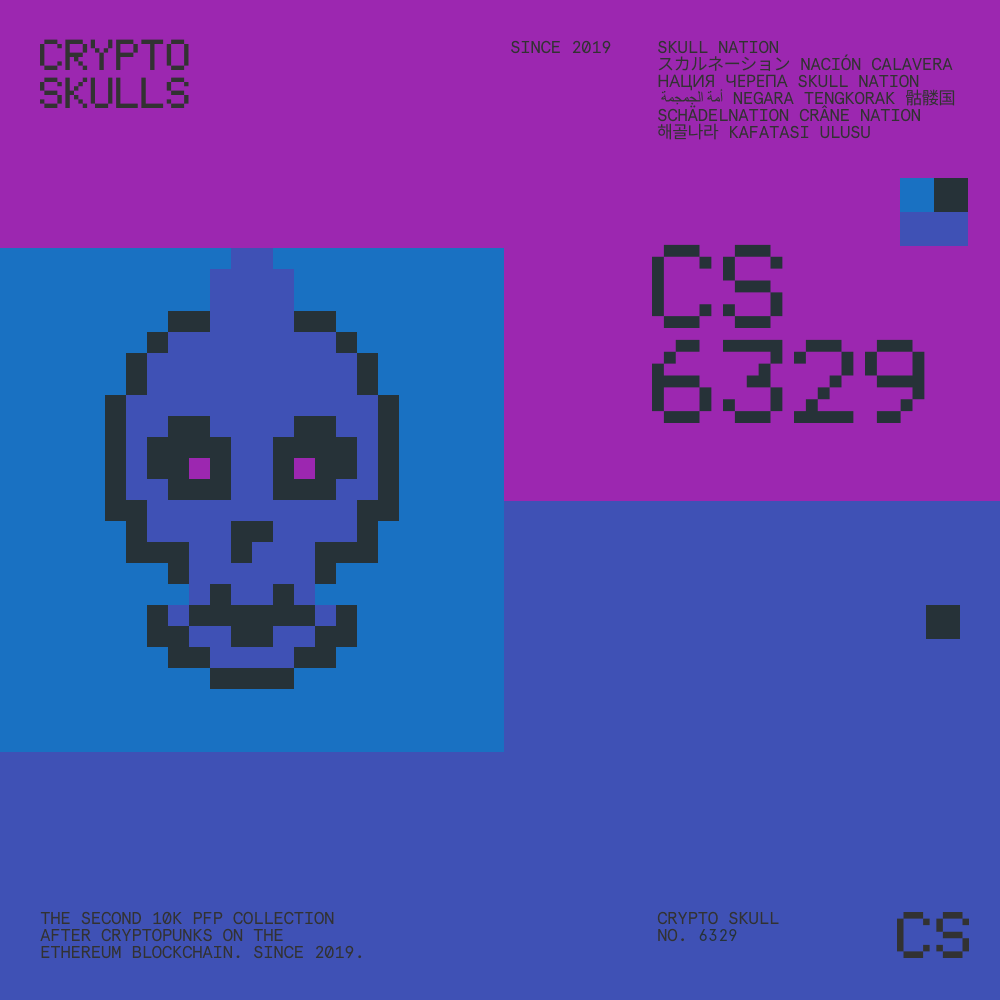 CRYPTO
SKULLS
SINCE 2019
SKULL NATION
スカルネーション NACIÓN CALAVERA
НАЦИЯ ЧЕРЕПА SKULL NATION
أمة الجمجمة NEGARA TENGKORAK 骷髅国
SCHÄDELNATION CRÂNE NATION
해골나라 KAFATASI ULUSU
CS
6329
THE SECOND 10K PFP COLLECTION
AFTER CRYPTOPUNKS ON THE
ETHEREUM BLOCKCHAIN. SINCE 2019.
CRYPTO SKULL
NO. 6329
CS